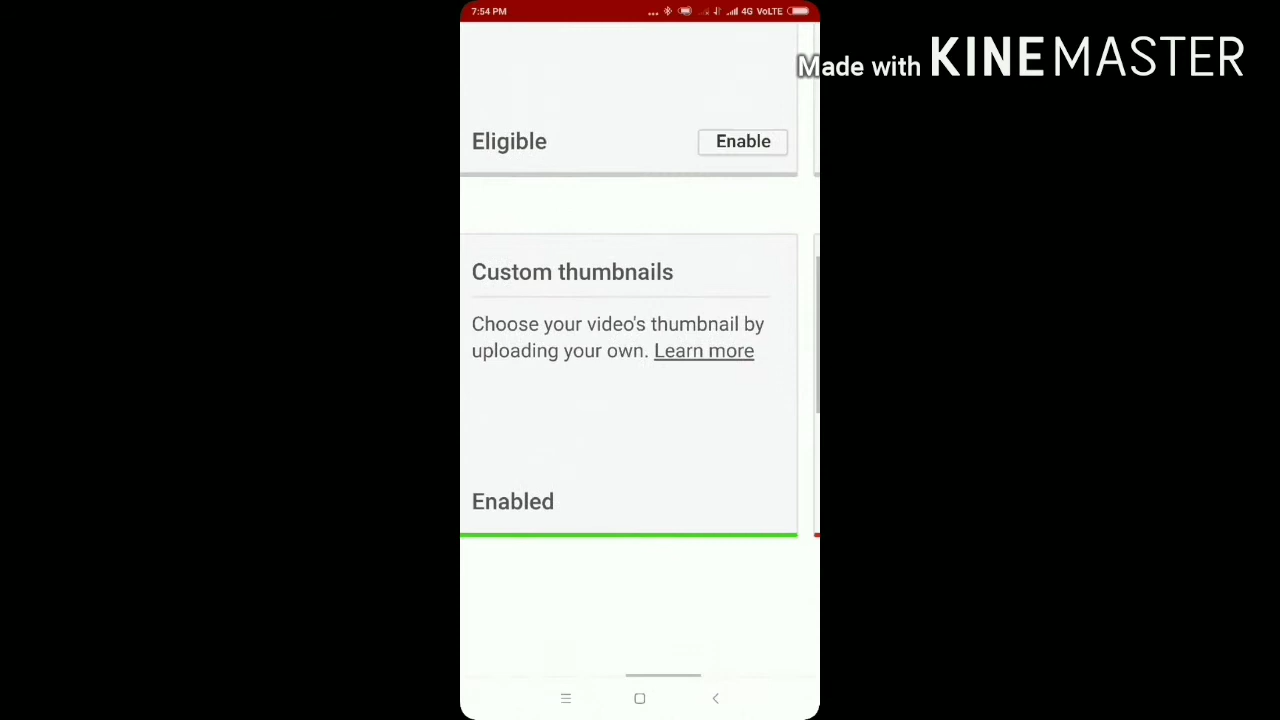 7:54 PM
4G VoLTE
Made with KINEMASTER
Eligible
Enable
Custom thumbnails
Choose your video's thumbnail by
uploading your own. Learn more
Enabled